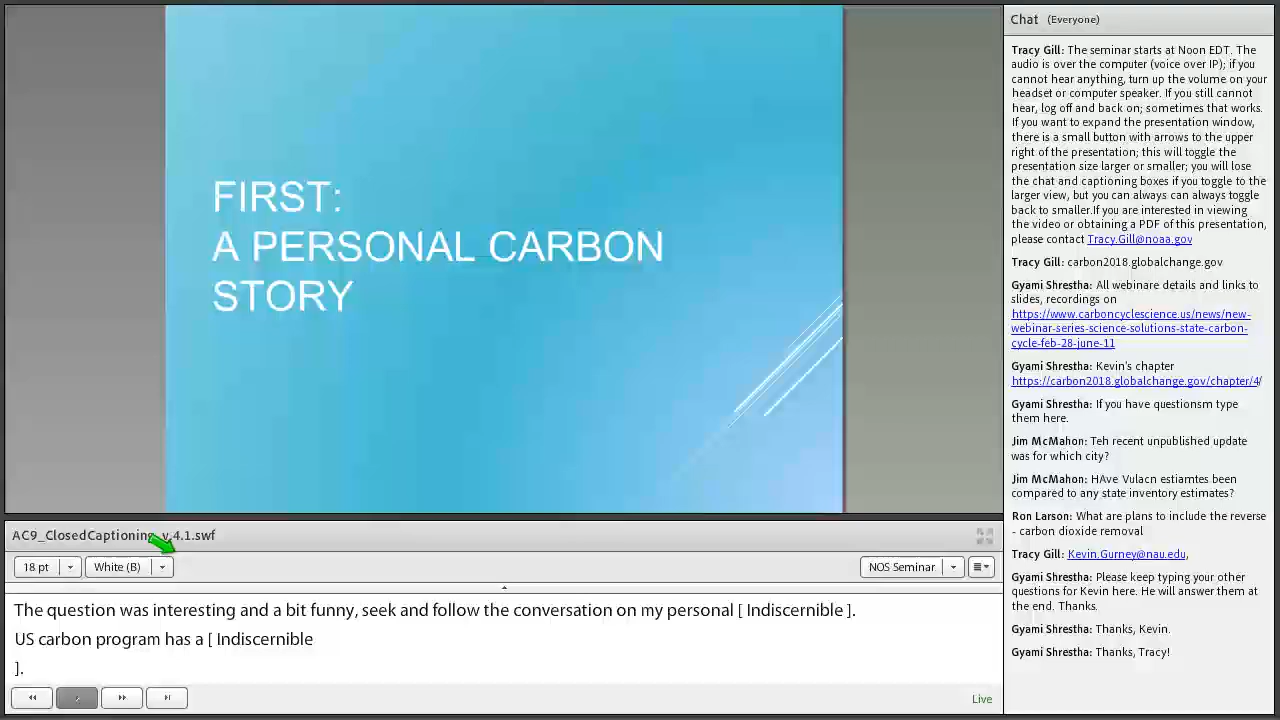 FIRST:
A PERSONAL CARBON
STORY
AC9_ClosedCaptioning_v.4.1.swf
18 pt
White (B)
NOS Seminar
The question was interesting and a bit funny, seek and follow the conversation on my personal [ Indiscernible ].
US carbon program has a [ Indiscernible
].
Live
Chat (Everyone)
Tracy Gill: The seminar starts at Noon EDT. The
audio is over the computer (voice over IP); if you
cannot hear anything, turn up the volume on your
headset or computer speaker. If you still cannot
hear, log off and back on; sometimes that works.
If you want to expand the presentation window,
there is a small button with arrows to the upper
right of the presentation; this will toggle the
presentation size larger or smaller; you will lose
the chat and captioning boxes if you toggle to the
larger view, but you can always can always toggle
back to smaller.If you are interested in viewing
the video or obtaining a PDF of this presentation,
please contact Tracy.Gill@noaa.gov
Tracy Gill: carbon2018.globalchange.gov
Gyami Shrestha: All webinare details and links to
slides, recordings on
https://www.carboncyclescience.us/news/new-
webinar-series-science-solutions-state-carbon-
cycle-feb-28-june-11
Gyami Shrestha: Kevin's chapter
https://carbon2018.globalchange.gov/chapter/4/
Gyami Shrestha: If you have questionsm type
them here.
Jim McMahon: Teh recent unpublished update
was for which city?
Jim McMahon: HAve Vulacn estiamtes been
compared to any state inventory estimates?
Ron Larson: What are plans to include the reverse
- carbon dioxide removal
Tracy Gill: Kevin.Gurney@nau.edu,
Gyami Shrestha: Please keep typing your other
questions for Kevin here. He will answer them at
the end. Thanks.
Gyami Shrestha: Thanks, Kevin.
Gyami Shrestha: Thanks, Tracy!